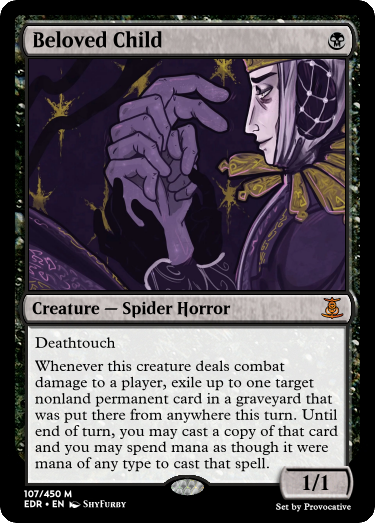 Beloved Child
Creature — Spider Horror
Deathtouch
Whenever this creature deals combat
damage to a player, exile up to one target
nonland permanent card in a graveyard that
was put there from anywhere this turn. Until
end of turn, you may cast a copy of that card
and you may spend mana as though it were
mana of any type to cast that spell.
1/1
107/450 M
EDR • EN ShyFurby
Set by Provocative